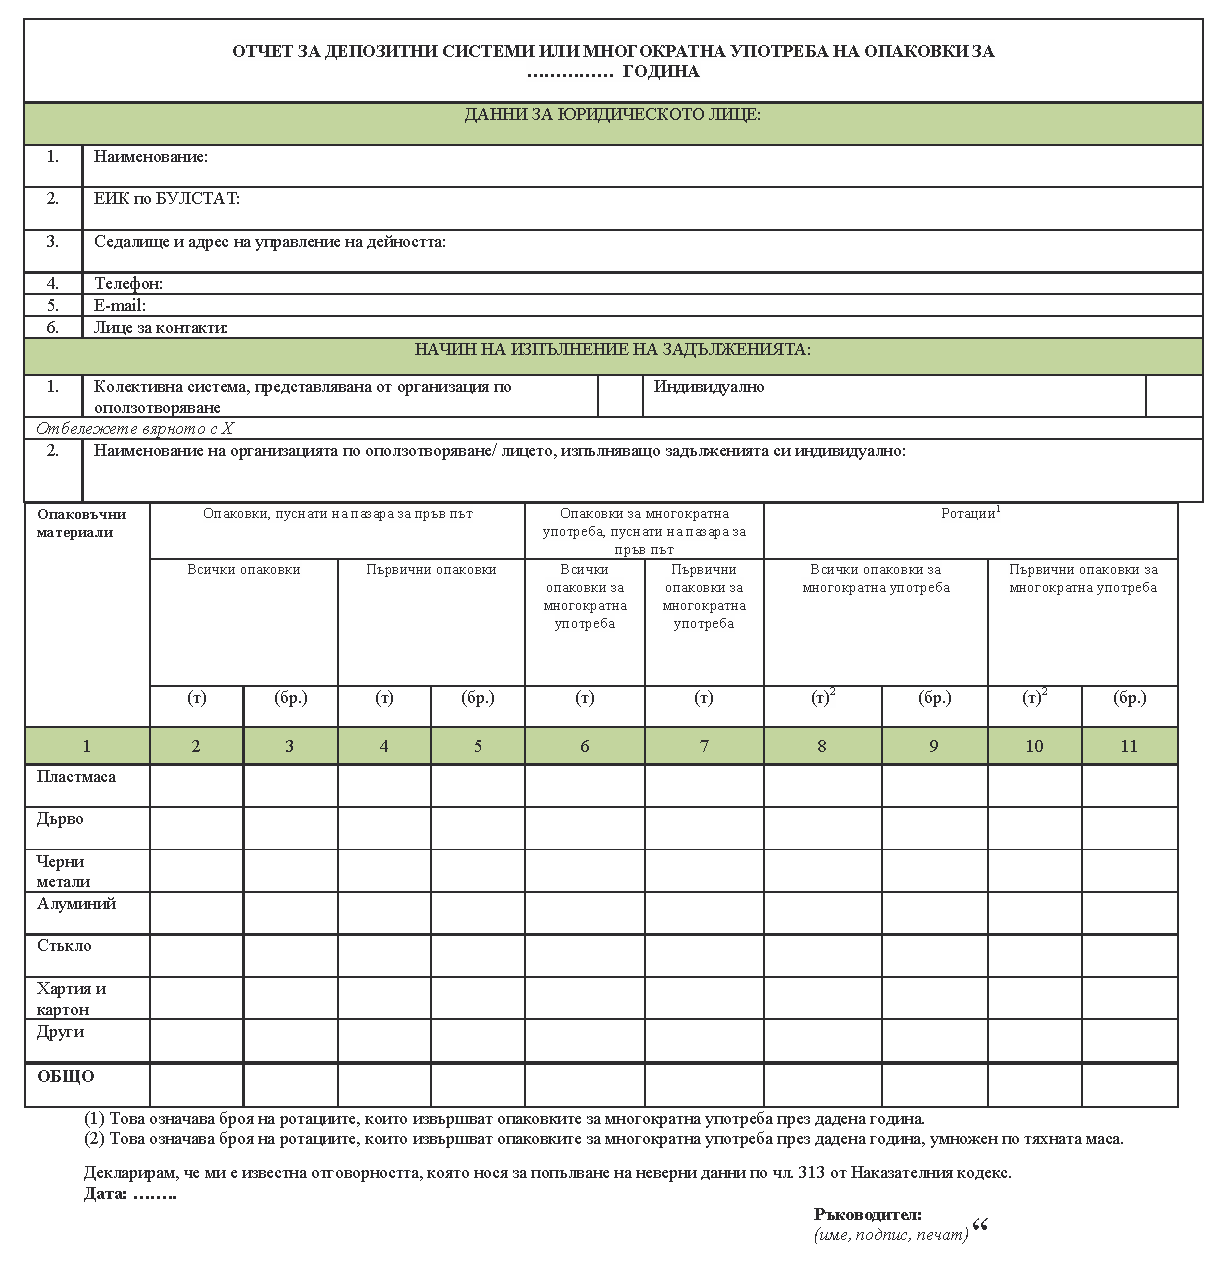 ОТЧЕТ ЗА ДЕПОЗИТНИ СИСТЕМИ ИЛИ МНОГОКРАТНА УПОТРЕБА НА ОПАКОВКИ ЗА
…………… ГОДИНА
ДАННИ ЗА ЮРИДИЧЕСКОТО ЛИЦЕ:
1. Наименование:
2. ЕИК по БУЛСТАТ:
3. Седалище и адрес на управление на дейността:
4. Телефон:
5. E-mail:
6. Лице за контакти:
НАЧИН НА ИЗПЪЛНЕНИЕ НА ЗАДЪЛЖЕНИЯТА:
1. Колективна система, представлявана от организация по
оползотворяване
Индивидуално
Отбележете вярното с X
2. Наименование на организацията по оползотворяване/ лицето, изпълняващо задълженията си индивидуално:
Опаковъчни
материали
Опаковки, пуснати на пазара за пръв път
Опаковки за многократна
употреба, пуснати на пазара за
пръв път
Ротации1
Всички опаковки
Първични опаковки
Всички
опаковки за
многократна
употреба
Първични
опаковки за
многократна
употреба
Всички опаковки за
многократна употреба
Първични опаковки за
многократна употреба
(т) (бр.) (т) (бр.) (т) (т) (т)2 (бр.) (т)2 (бр.)
1 2 3 4 5 6 7 8 9 10 11
Пластмаса
Дърво
Черни
метали
Алуминий
Стъкло
Хартия и
картон
Други
ОБЩО
(1) Това означава броя на ротациите, които извършват опаковките за многократна употреба през дадена година.
(2) Това означава броя на ротациите, които извършват опаковките за многократна употреба през дадена година, умножен по тяхната маса.
Декларирам, че ми е известна отговорността, която нося за попълване на неверни данни по чл. 313 от Наказателния кодекс.
Дата: ……..
Ръководител:
(име, подпис, печат)“